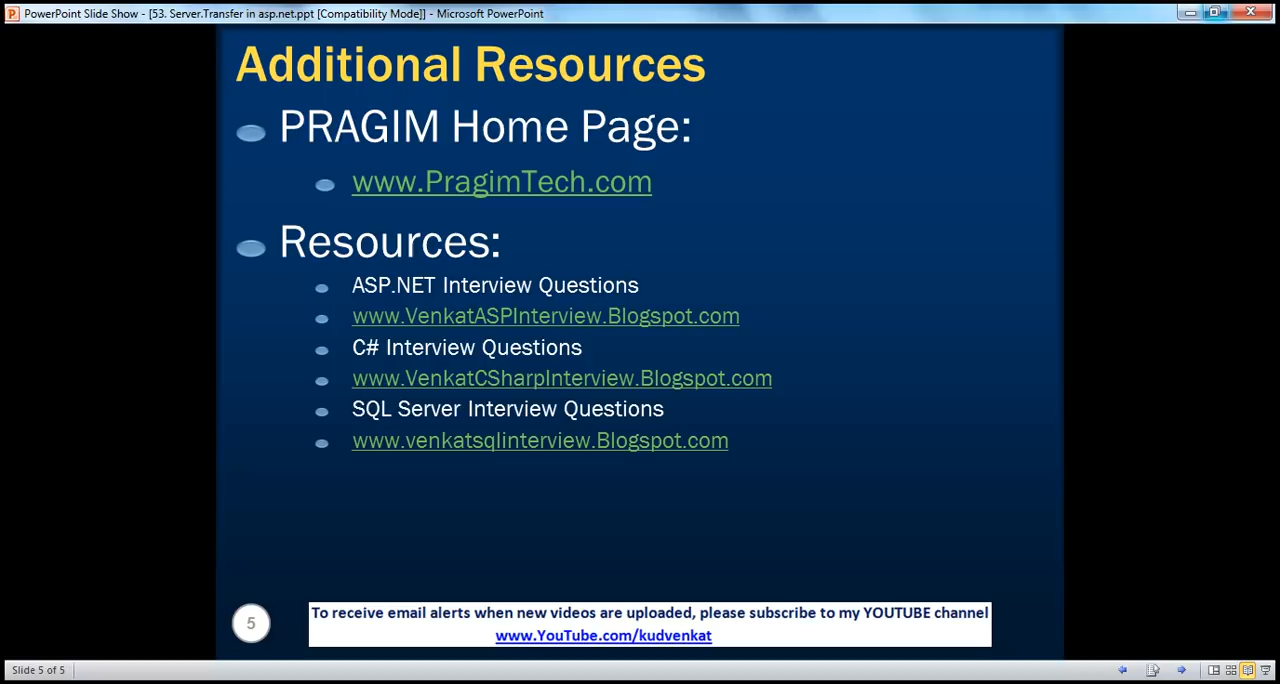 PowerPoint Slide Show - [53. Server.Transfer in asp.net.ppt [Compatibility Mode]] - Microsoft PowerPoint
Additional Resources
PRAGIM Home Page:
www.PragimTech.com
Resources:
ASP.NET Interview Questions
www.VenkatASPInterview.Blogspot.com
C# Interview Questions
www.VenkatCSharpInterview.Blogspot.com
SQL Server Interview Questions
www.venkatsqlinterview.Blogspot.com
To receive email alerts when new videos are uploaded, please subscribe to my YOUTUBE channel
5
www.YouTube.com/kudvenkat
Slide 5 of 5